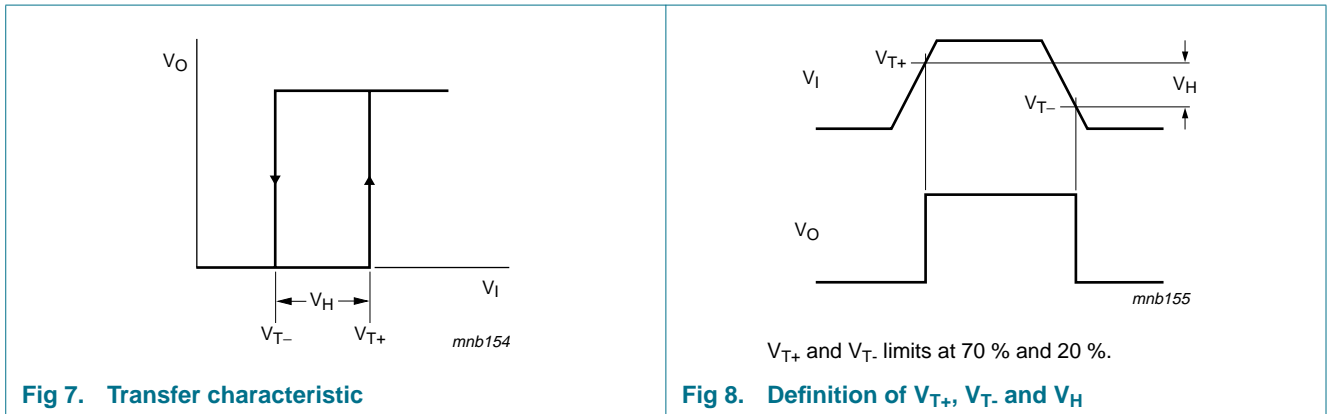 VO
VI
VH
VT−
VT+
mnb154
Fig 7. Transfer characteristic
VT+
VI
VH
VT−
VO
mnb155
VT+ and VT- limits at 70 % and 20 %.
Fig 8. Definition of VT+, VT- and VH